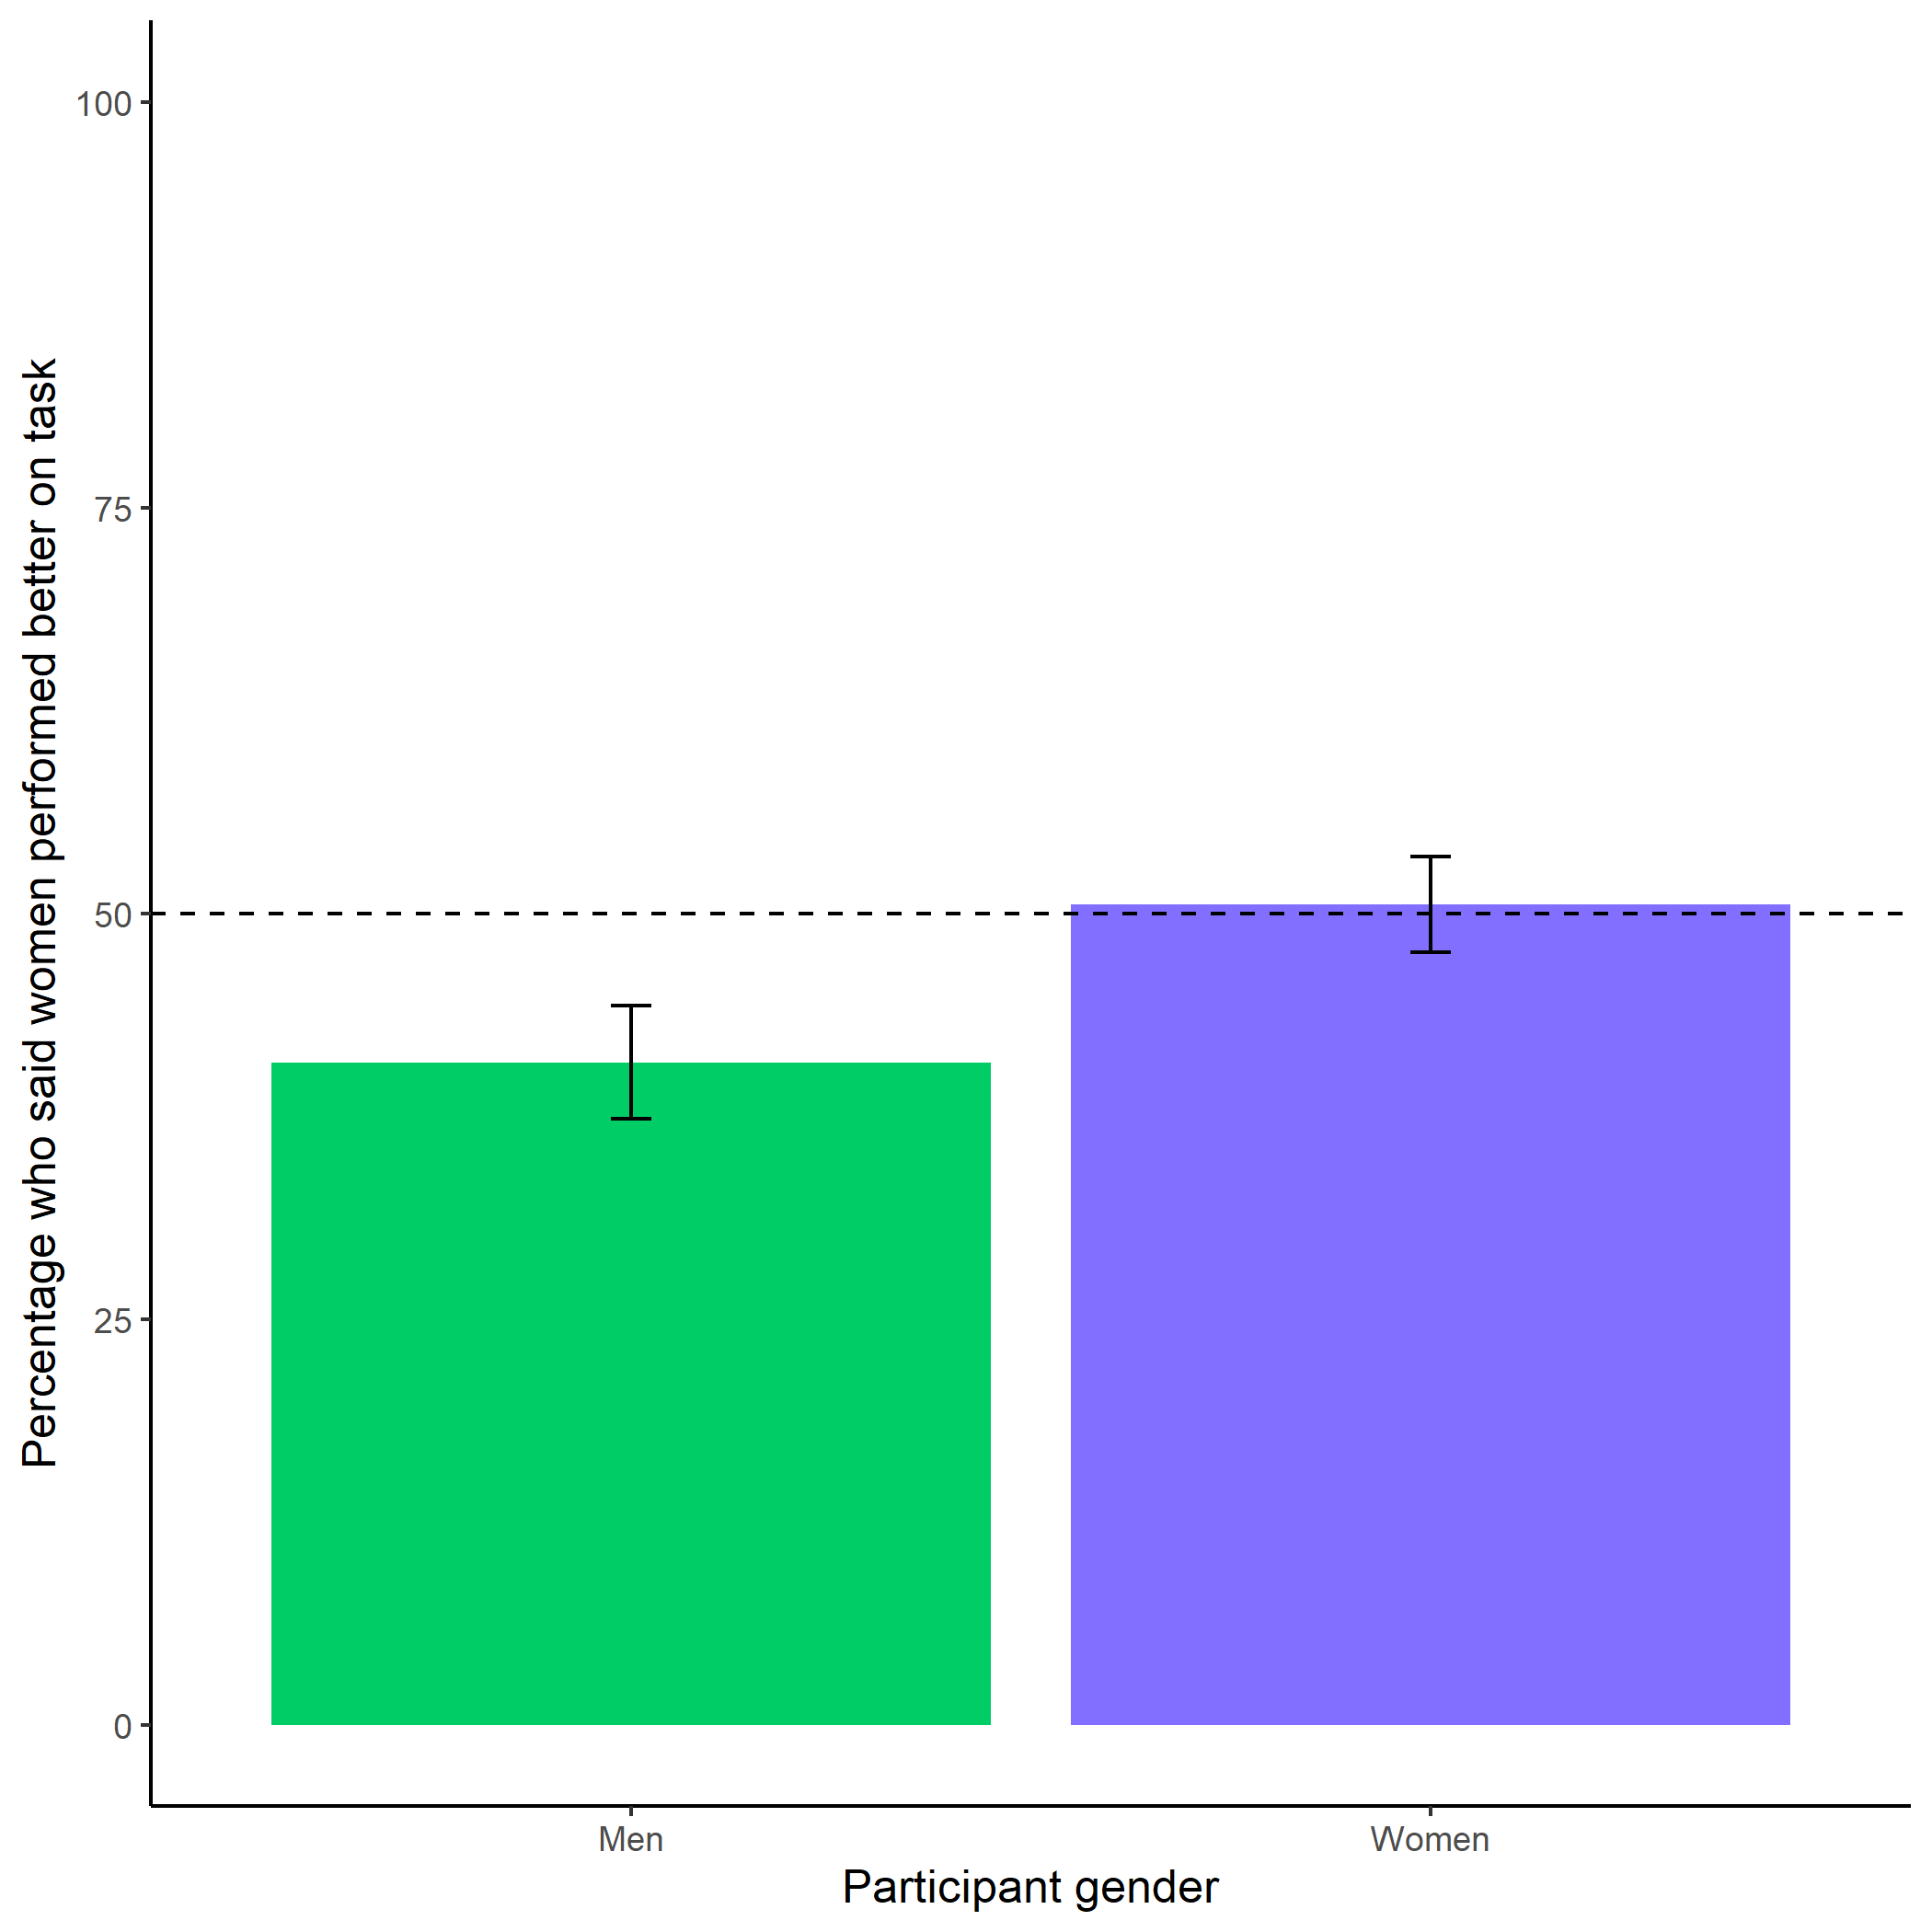 Percentage who said women performed better on task
100
75
50
25
0
Men
Women
Participant gender